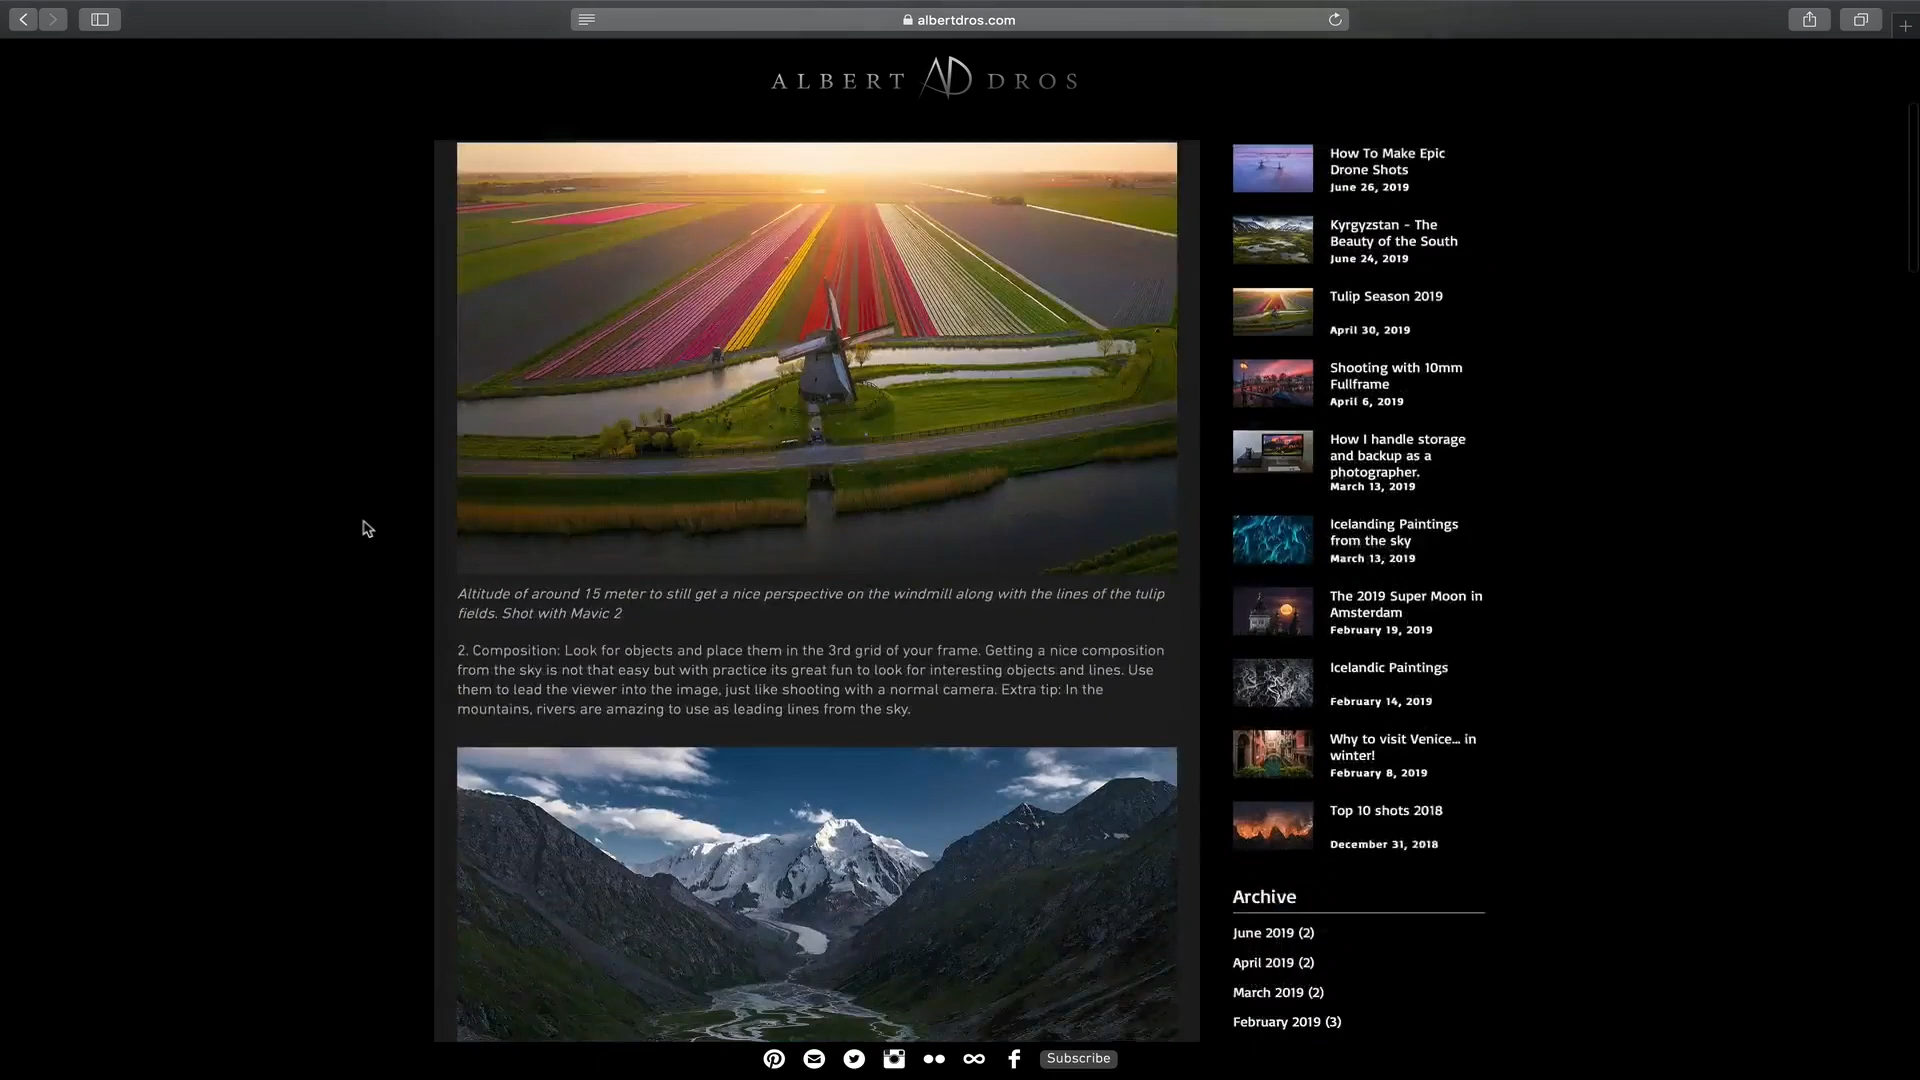 albertdros.com
ALBERT AD DROS
Altitude of around 15 meter to still get a nice perspective on the windmill along with the lines of the tulip
fields. Shot with Mavic 2
2. Composition: Look for objects and place them in the 3rd grid of your frame. Getting a nice composition
from the sky is not that easy but with practice its great fun to look for interesting objects and lines. Use
them to lead the viewer into the image, just like shooting with a normal camera. Extra tip: In the
mountains, rivers are amazing to use as leading lines from the sky.
How To Make Epic
Drone Shots
June 26, 2019
Kyrgyzstan - The
Beauty of the South
June 24, 2019
Tulip Season 2019
April 30, 2019
Shooting with 10mm
Fullframe
April 6, 2019
How I handle storage
and backup as a
photographer.
March 13, 2019
Icelanding Paintings
from the sky
March 13, 2019
The 2019 Super Moon in
Amsterdam
February 19, 2019
Icelandic Paintings
February 14, 2019
Why to visit Venice... in
winter!
February 8, 2019
Top 10 shots 2018
December 31, 2018
Archive
June 2019 (2)
April 2019 (2)
March 2019 (2)
February 2019 (3)
Subscribe